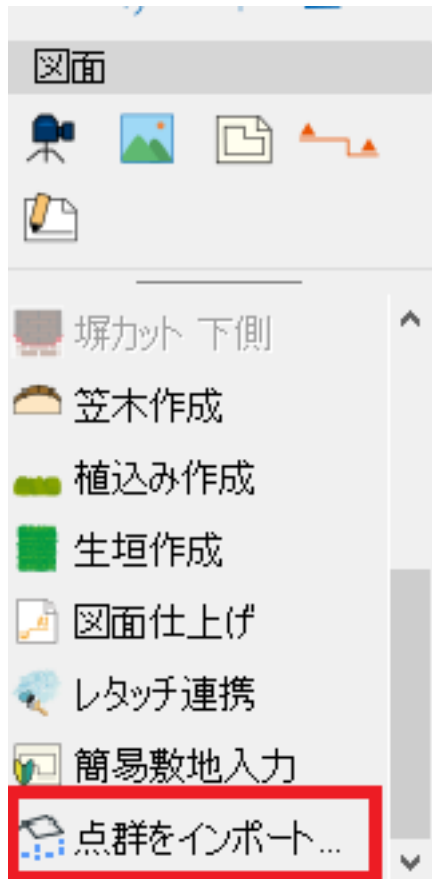 図面
塀カット 下側
笠木作成
植込み作成
生垣作成
図面仕上げ
レタッチ連携
簡易敷地入力
点群をインポート...